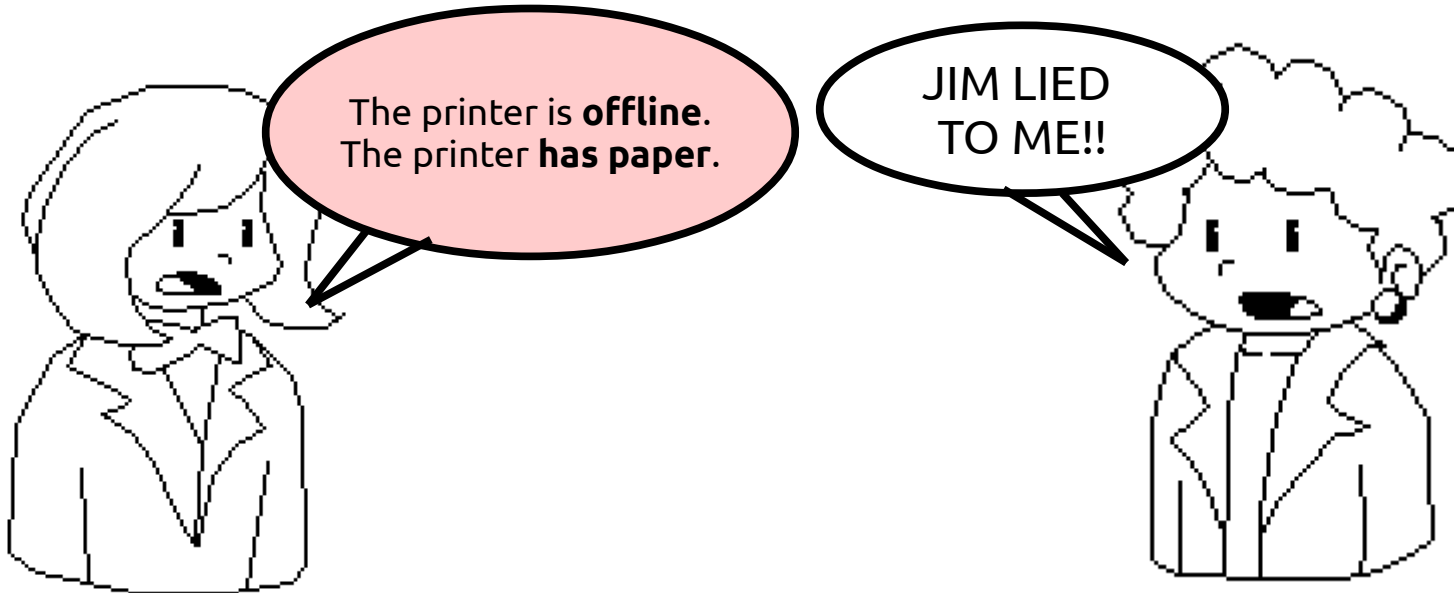 The printer is offline.
The printer has paper.
JIM LIED
TO ME!!